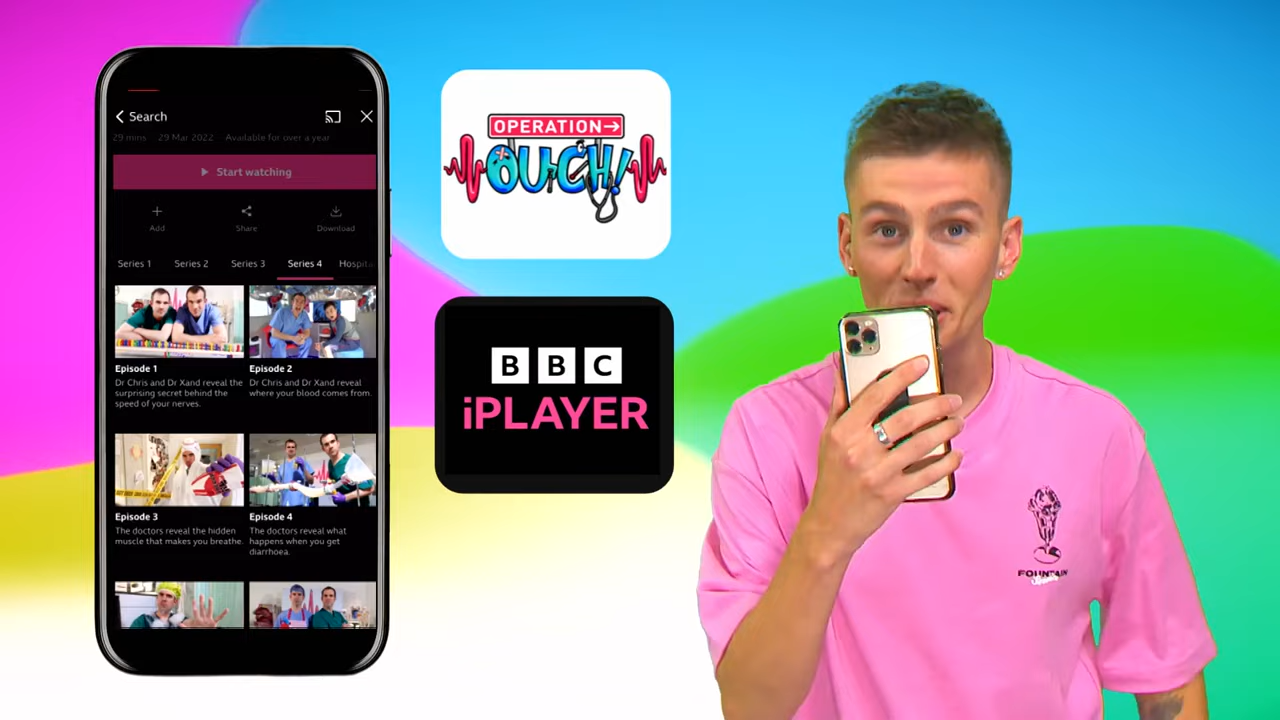 Search
29 mins 29 Mar 2022 Available for over a year
Start watching
Add Share Download
Series 1 Series 2 Series 3 Series 4 Hospita
Episode 1
Dr Chris and Dr Xand reveal the
surprising secret behind the
speed of your nerves.
Episode 2
Dr Chris and Dr Xand reveal
where your blood comes from.
Episode 3
The doctors reveal the hidden
muscle that makes you breathe.
Episode 4
The doctors reveal what
happens when you get
diarrhoea.
OPERATION
OUCH!
BBC
iPLAYER
FOUNTAIN